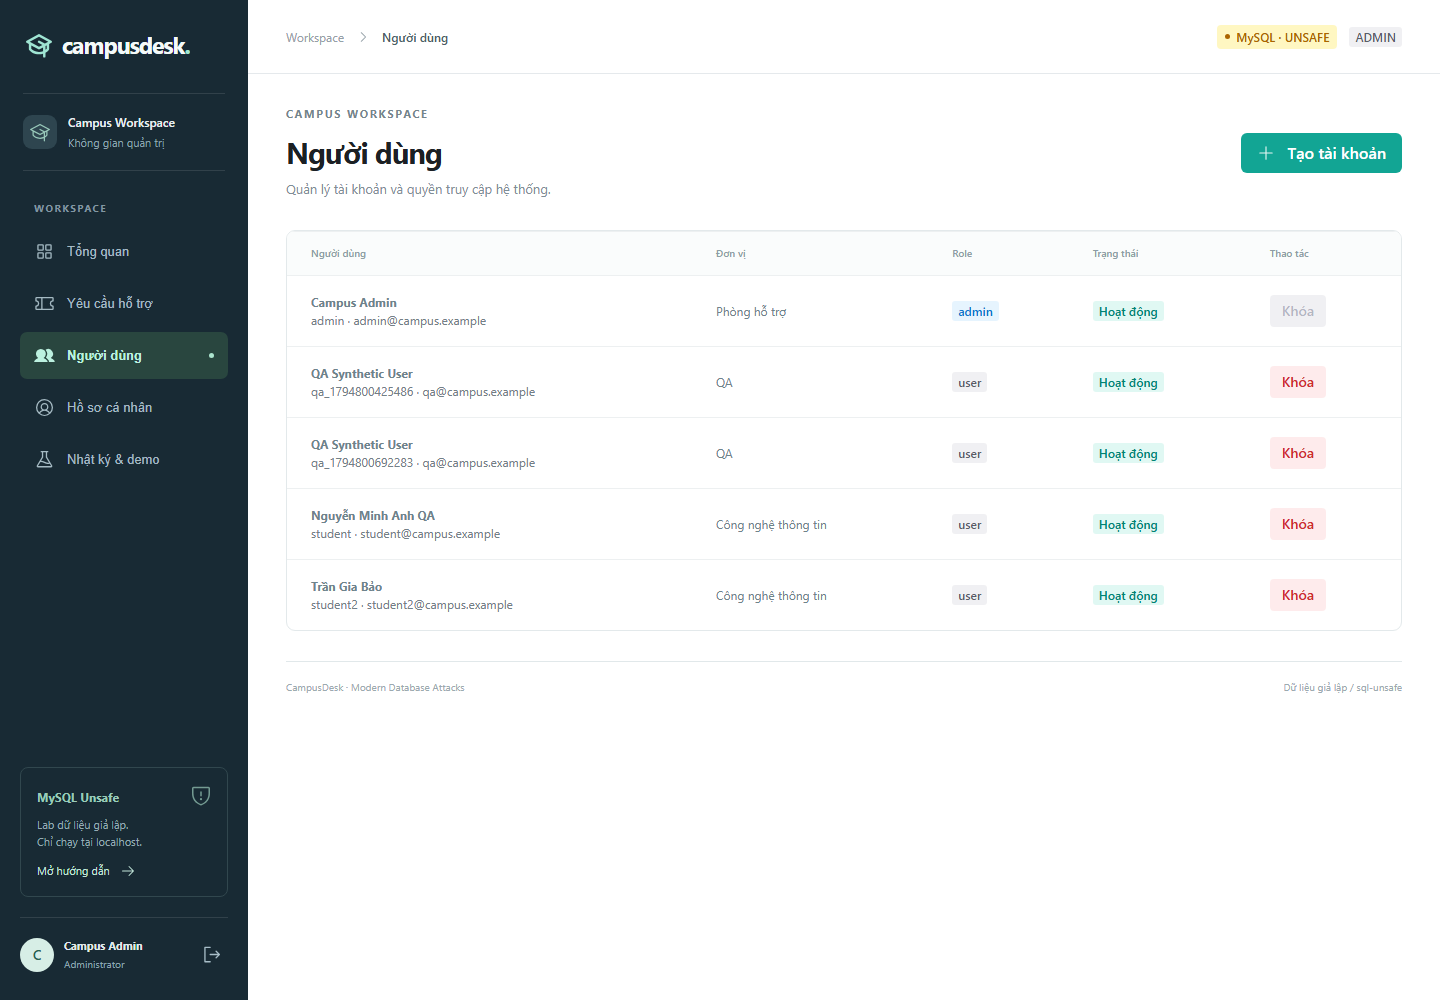 campusdesk.
Campus Workspace
Không gian quản trị
WORKSPACE
Tổng quan
Yêu cầu hỗ trợ
Người dùng
Hồ sơ cá nhân
Nhật ký & demo
MySQL Unsafe
Lab dữ liệu giả lập.
Chỉ chạy tại localhost.
Mở hướng dẫn
C
Campus Admin
Administrator
Workspace > Người dùng
MySQL · UNSAFE
ADMIN
CAMPUS WORKSPACE
Người dùng
Quản lý tài khoản và quyền truy cập hệ thống.
+ Tạo tài khoản
Người dùng Đơn vị Role Trạng thái Thao tác
Campus Admin
admin · admin@campus.example
Phòng hỗ trợ admin Hoạt động Khóa
QA Synthetic User
qa_1794800425486 · qa@campus.example
QA user Hoạt động Khóa
QA Synthetic User
qa_1794800692283 · qa@campus.example
QA user Hoạt động Khóa
Nguyễn Minh Anh QA
student · student@campus.example
Công nghệ thông tin user Hoạt động Khóa
Trần Gia Bảo
student2 · student2@campus.example
Công nghệ thông tin user Hoạt động Khóa
CampusDesk · Modern Database Attacks
Dữ liệu giả lập / sql-unsafe